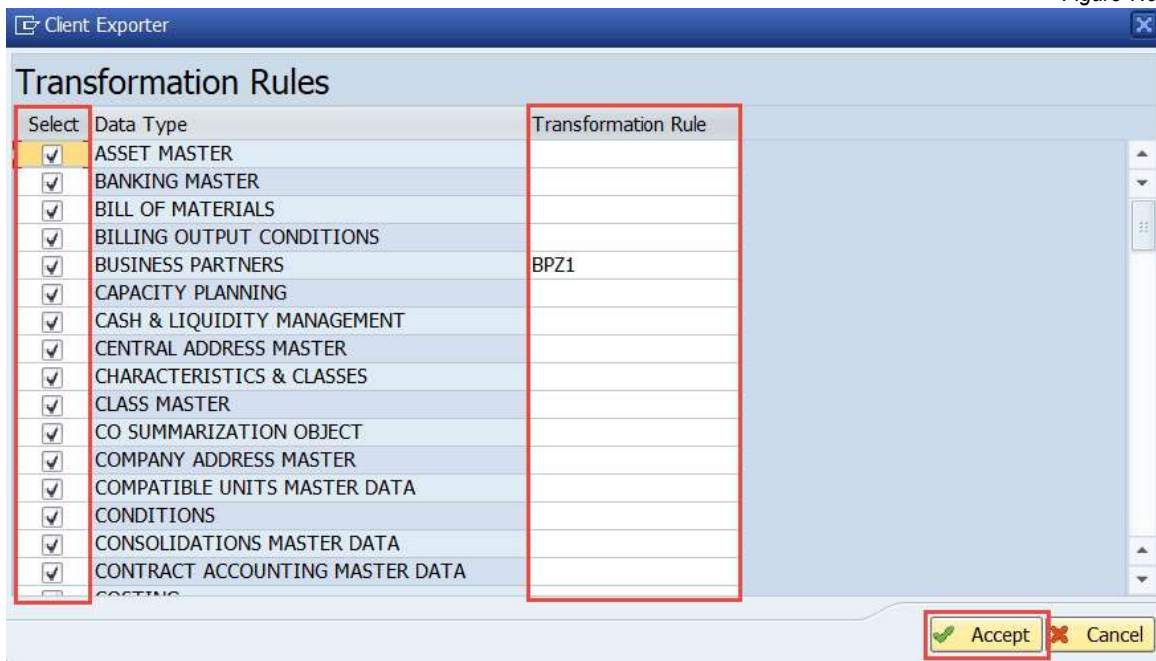 Client Exporter
Transformation Rules
Select Data Type Transformation Rule
ASSET MASTER
BANKING MASTER
BILL OF MATERIALS
BILLING OUTPUT CONDITIONS
BUSINESS PARTNERS BPZ1
CAPACITY PLANNING
CASH & LIQUIDITY MANAGEMENT
CENTRAL ADDRESS MASTER
CHARACTERISTICS & CLASSES
CLASS MASTER
CO SUMMARIZATION OBJECT
COMPANY ADDRESS MASTER
COMPATIBLE UNITS MASTER DATA
CONDITIONS
CONSOLIDATIONS MASTER DATA
CONTRACT ACCOUNTING MASTER DATA
Accept Cancel